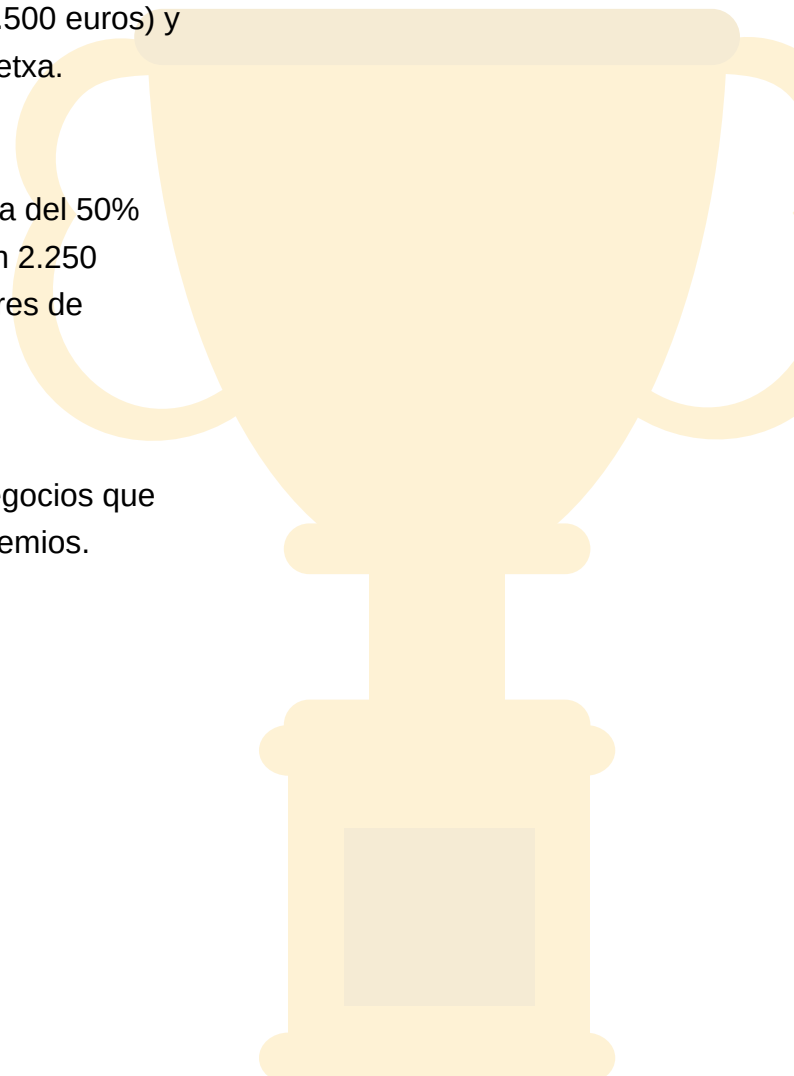 .500 euros) y
etxa.
a del 50%
n 2.250
res de
gocios que
emios.